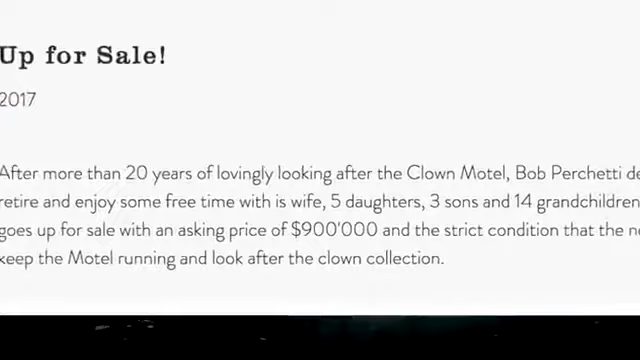 Up for Sale!
2017
After more than 20 years of lovingly looking after the Clown Motel, Bob Perchetti
retire and enjoy some free time with is wife, 5 daughters, 3 sons and 14 grandchildren
goes up for sale with an asking price of $900'000 and the strict condition that the
keep the Motel running and look after the clown collection.